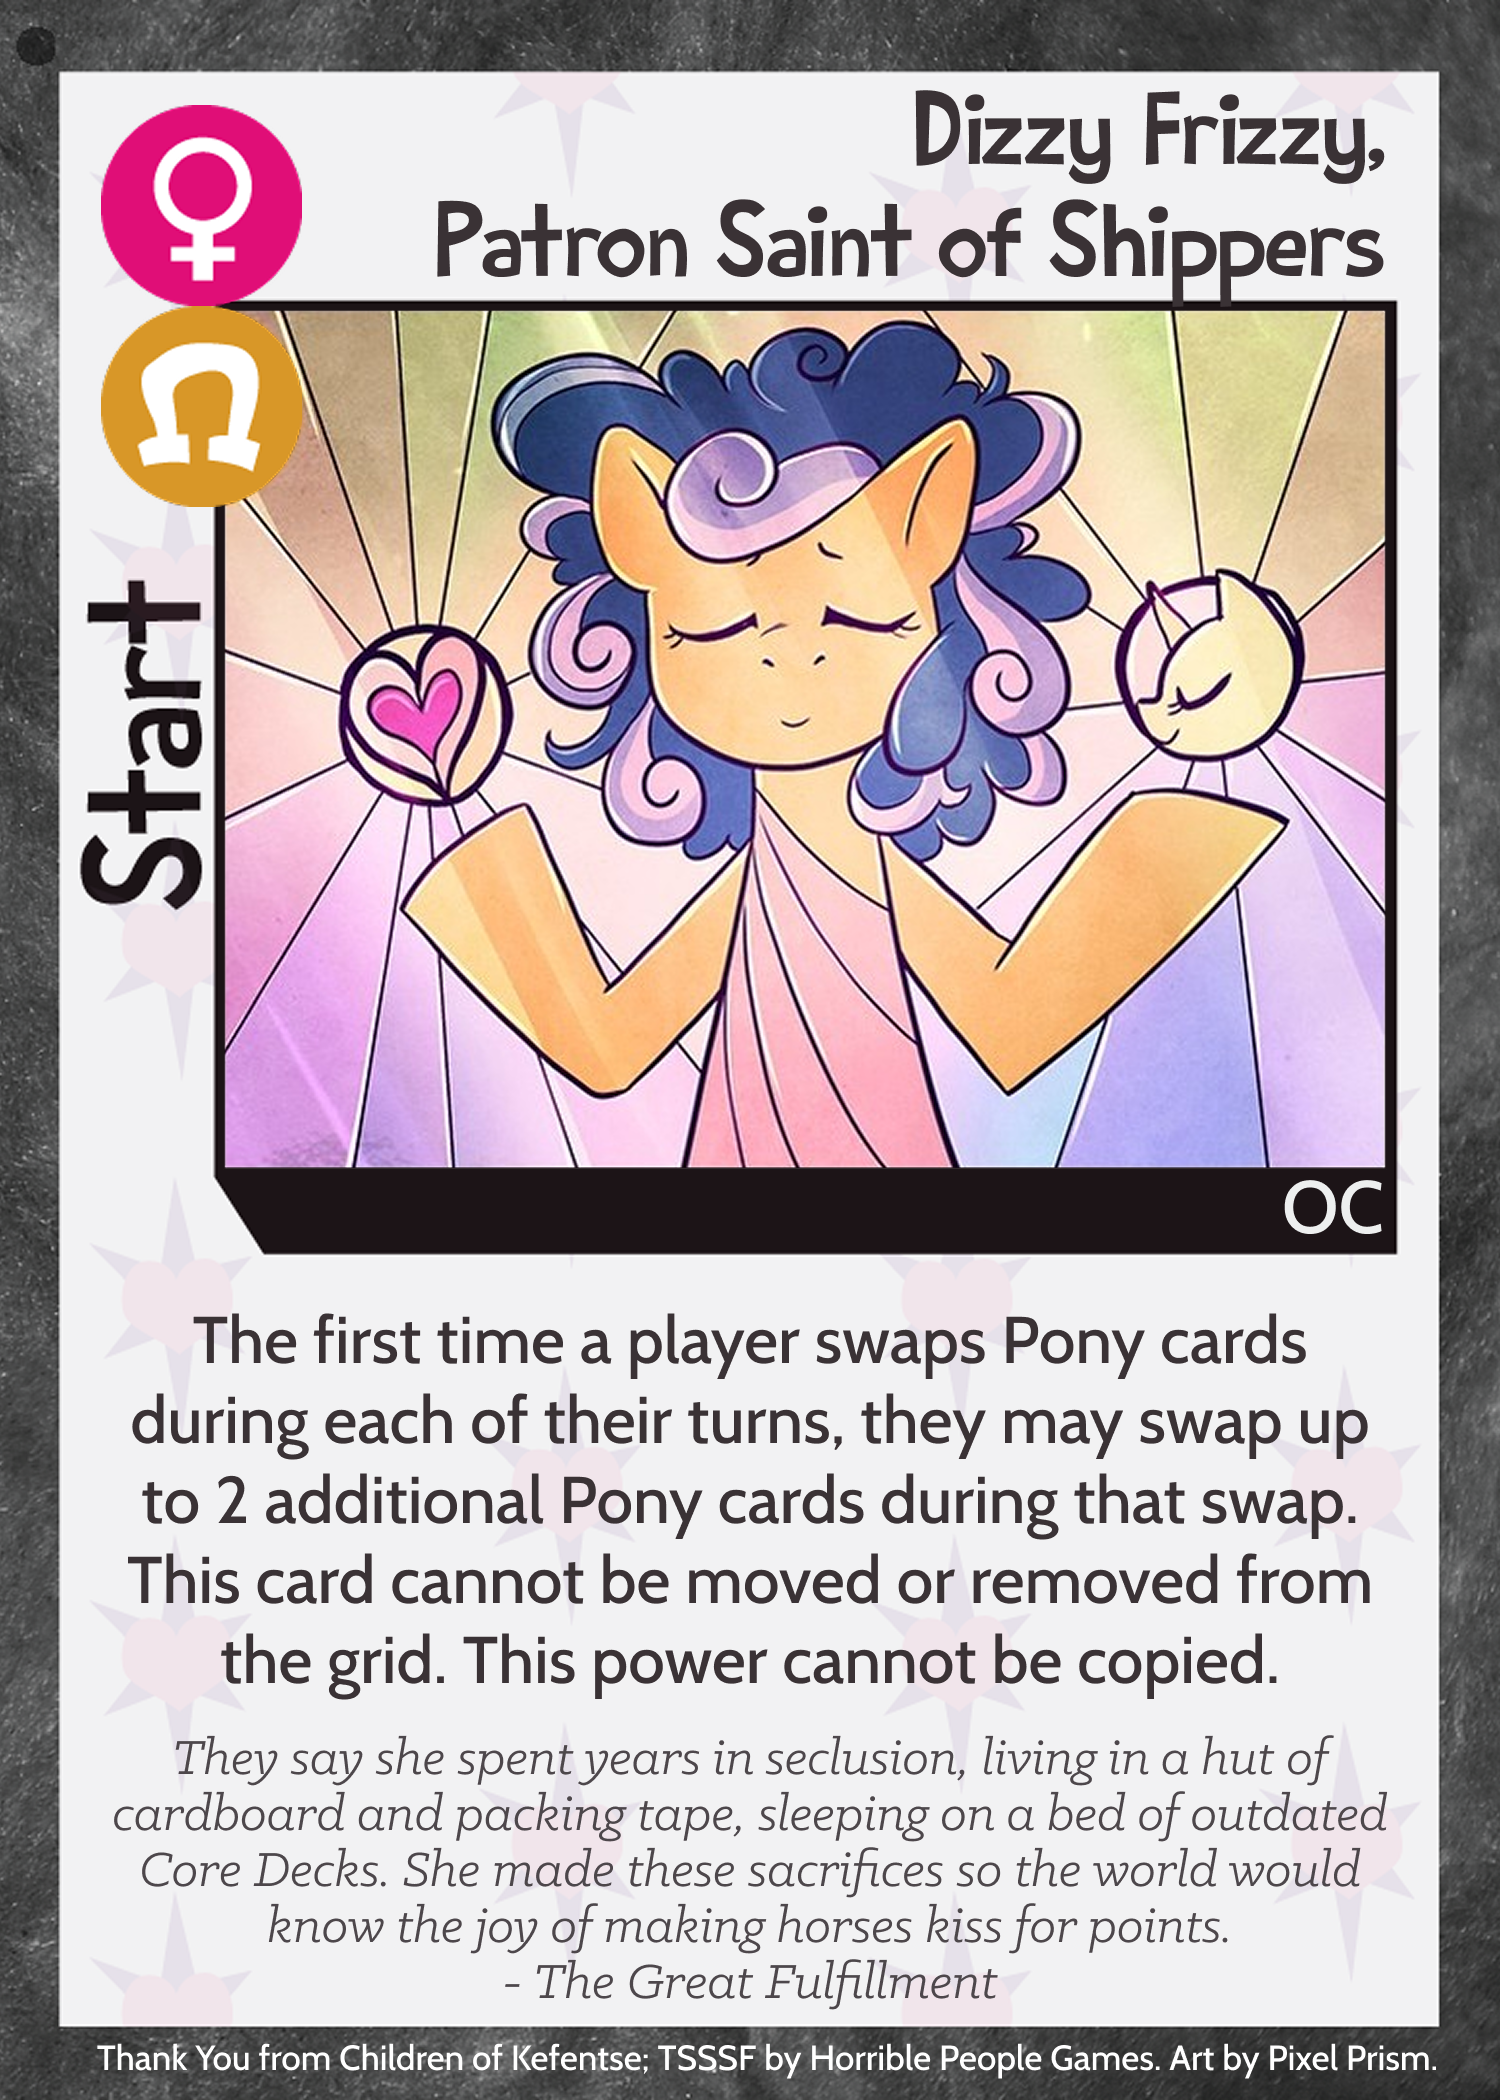 Dizzy Frizzy,
Patron Saint of Shippers
Start
OC
The first time a player swaps Pony cards
during each of their turns, they may swap up
to 2 additional Pony cards during that swap.
This card cannot be moved or removed from
the grid. This power cannot be copied.
They say she spent years in seclusion, living in a hut of
cardboard and packing tape, sleeping on a bed of outdated
Core Decks. She made these sacrifices so the world would
know the joy of making horses kiss for points.
- The Great Fulfillment
Thank You from Children of Kefentse; TSSSF by Horrible People Games. Art by Pixel Prism.